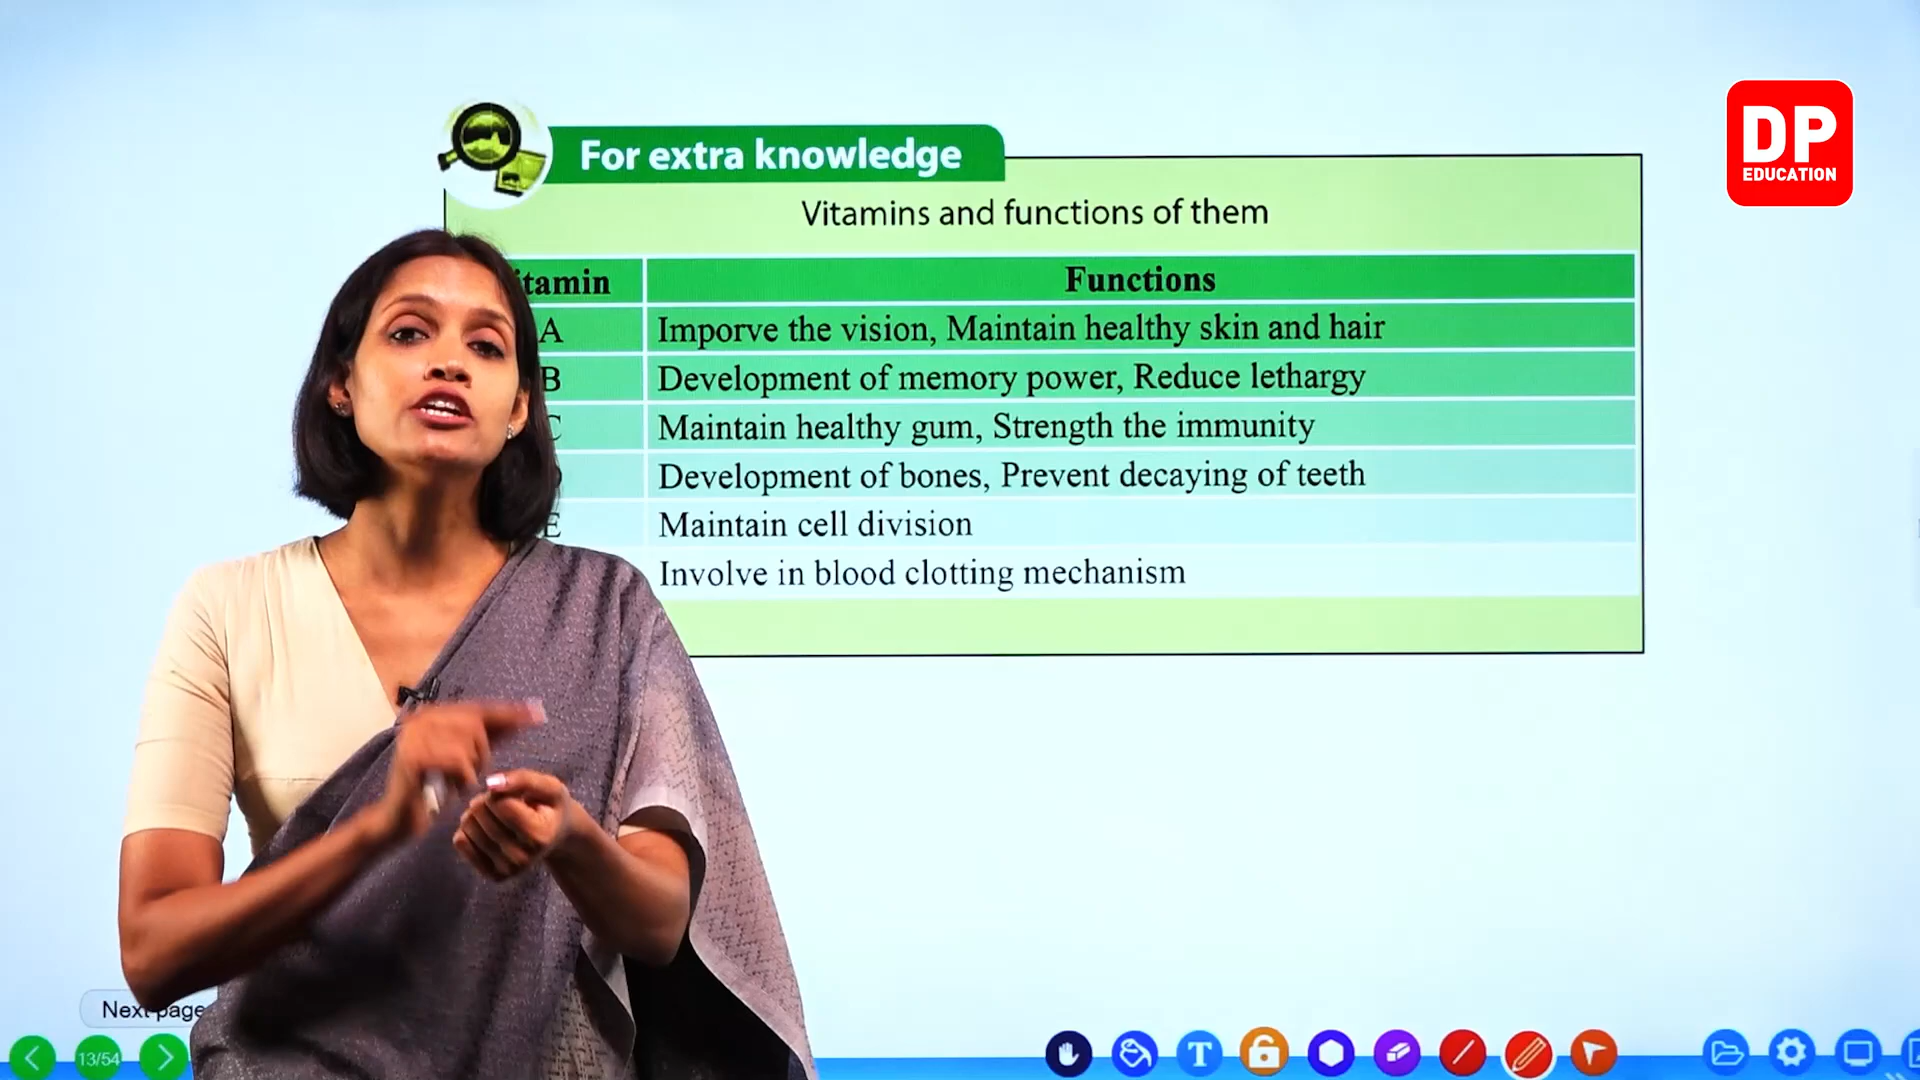 DP
EDUCATION
For extra knowledge
Vitamins and functions of them
tamin Functions
A Imporve the vision, Maintain healthy skin and hair
B Development of memory power, Reduce lethargy
C Maintain healthy gum, Strength the immunity
Development of bones, Prevent decaying of teeth
E Maintain cell division
Involve in blood clotting mechanism
Next page
13/54
T